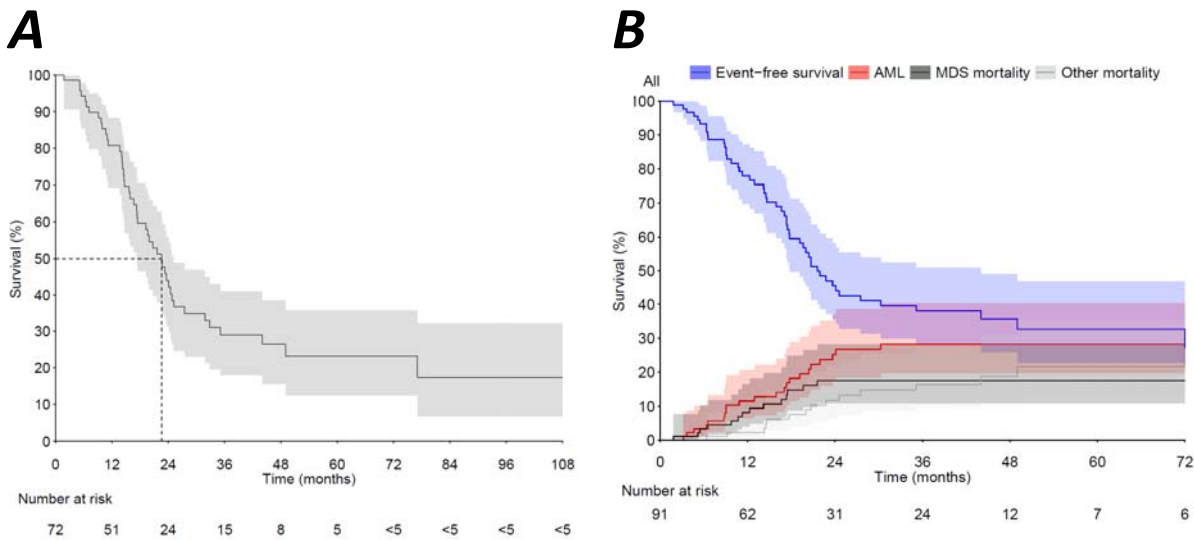 A
100
90
80
70
60
50
40
30
20
10
0
Survival (%)
0 12 24 36 48 60 72 84 96 108
Time (months)
Number at risk
72 51 24 15 8 5 <5 <5 <5 <5
B
All
Event-free survival AML MDS mortality Other mortality
100
90
80
70
60
50
40
30
20
10
0
Survival (%)
0 12 24 36 48 60 72
Time (months)
Number at risk
91 62 31 24 12 7 6